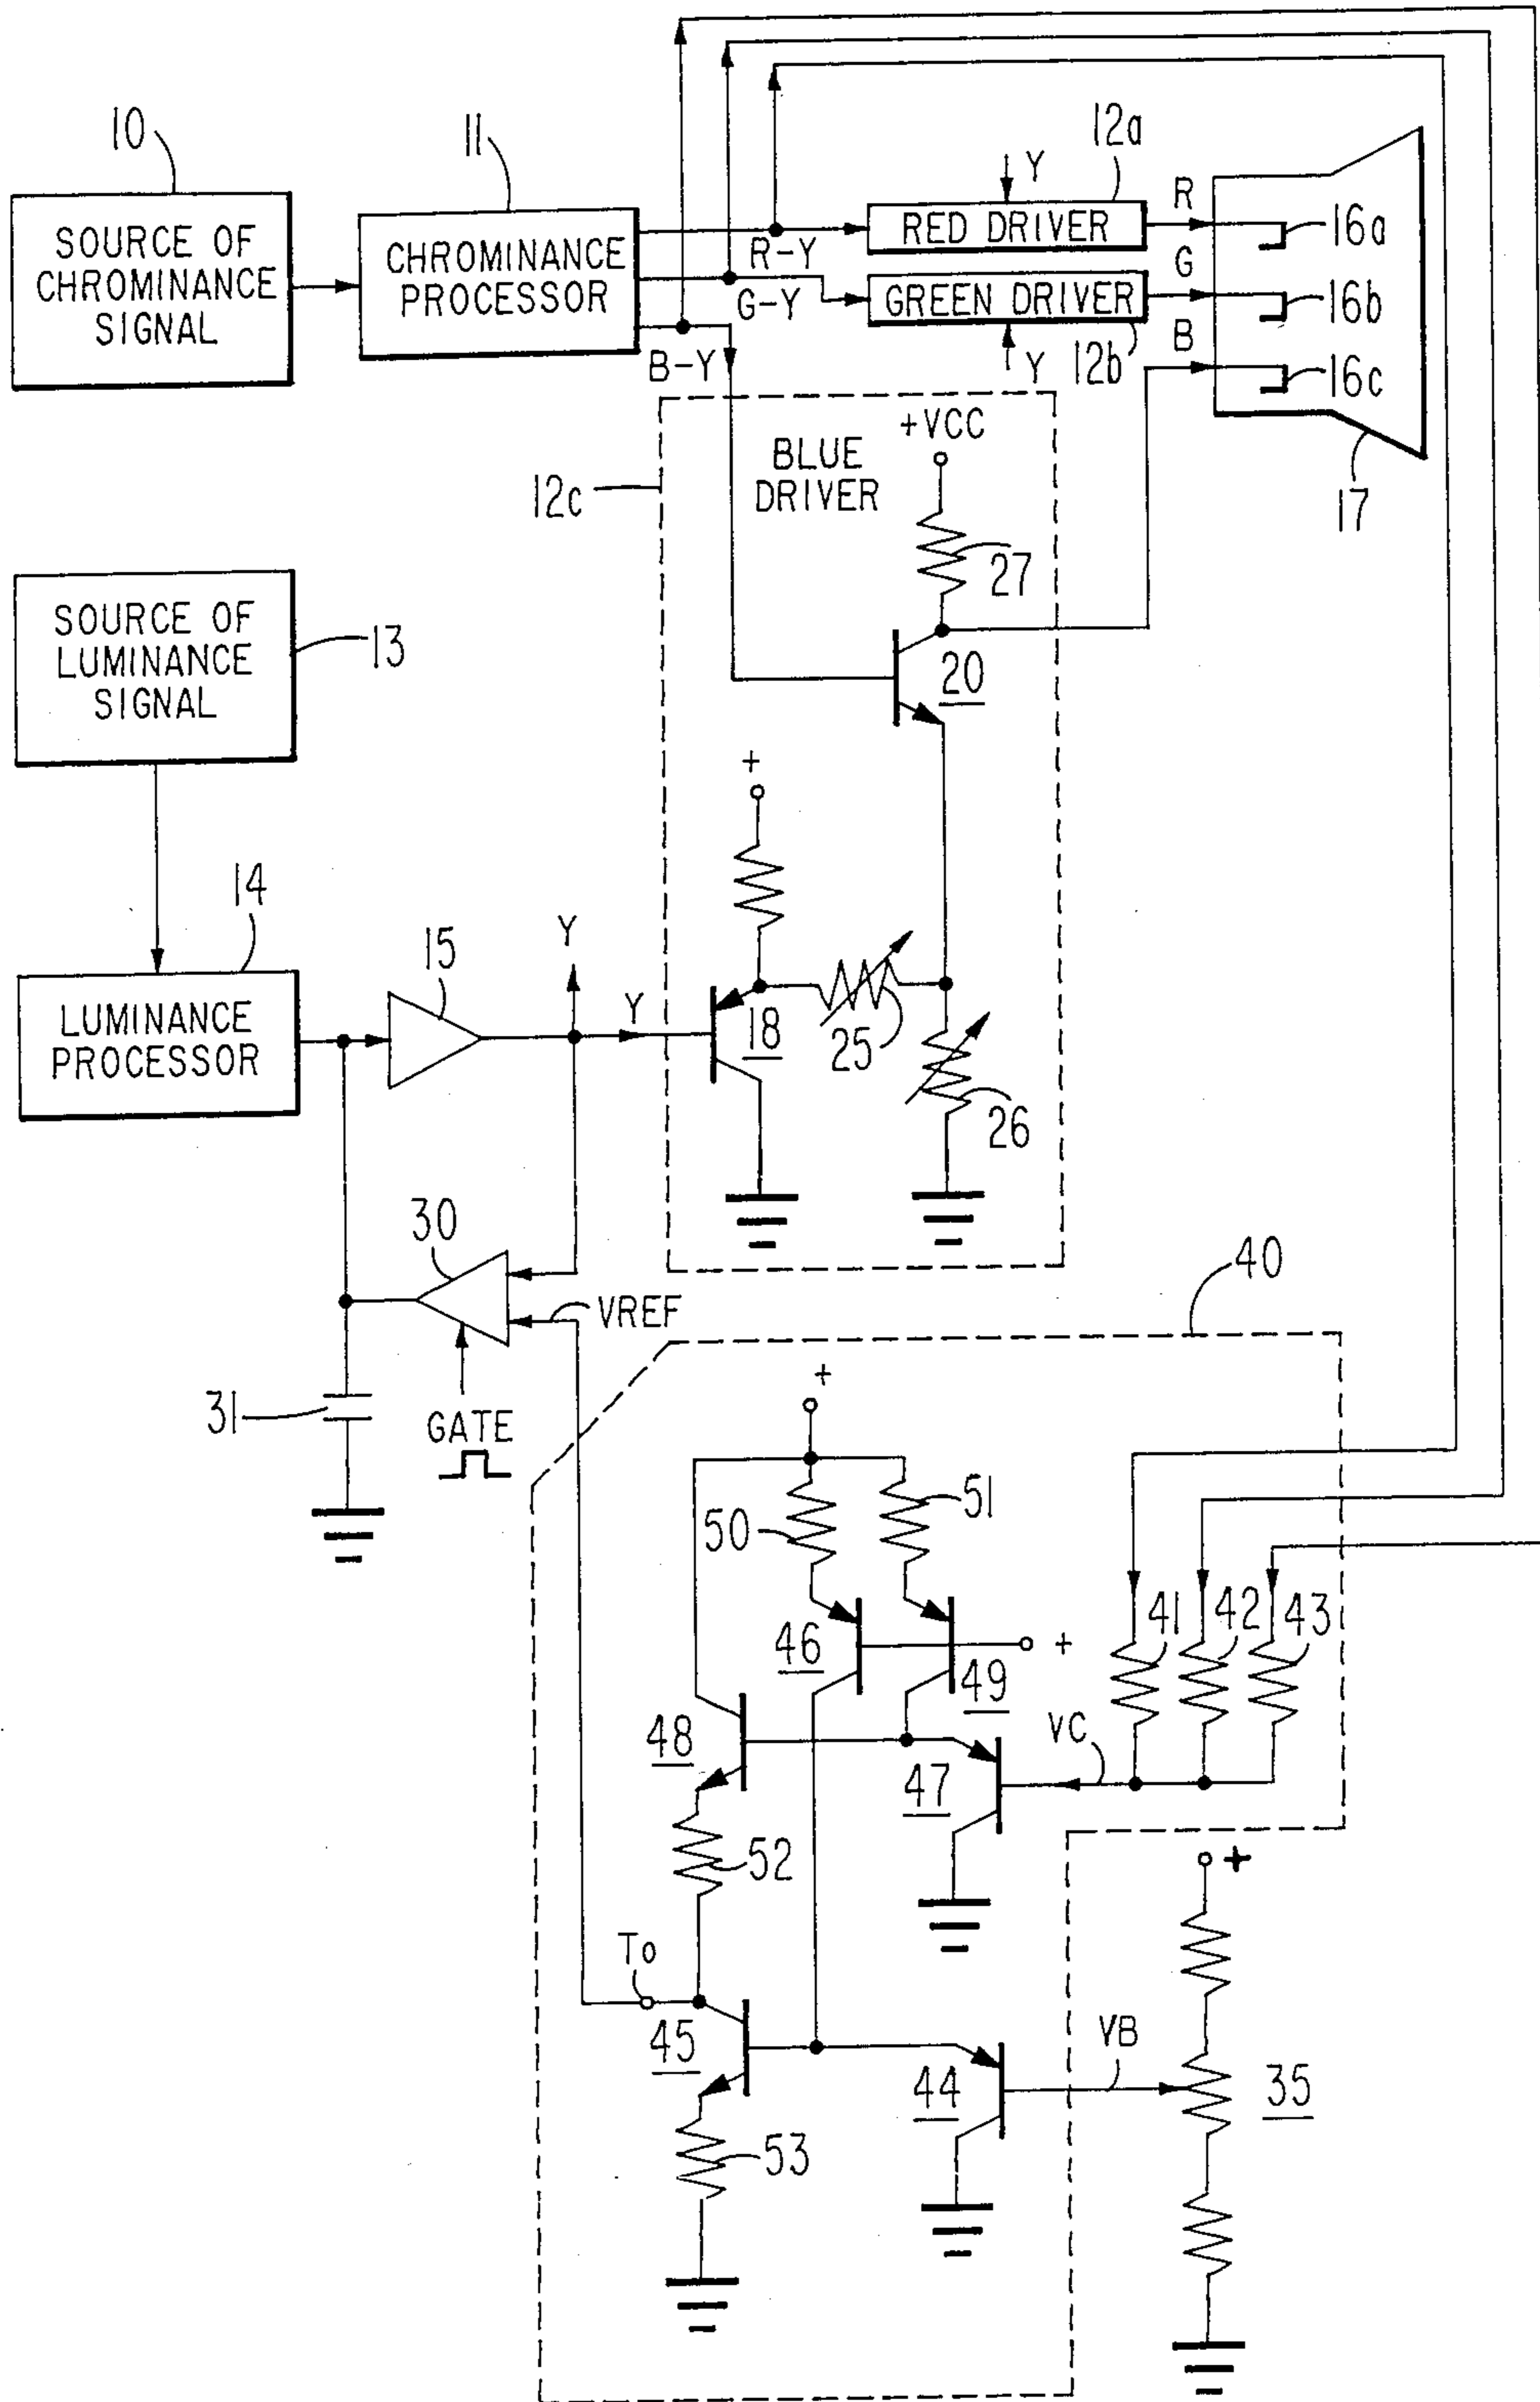 10
11
12a
SOURCE OF
CHROMINANCE
SIGNAL
CHROMINANCE
PROCESSOR
R-Y
G-Y
B-Y
Y
RED DRIVER
GREEN DRIVER
Y
12b
R
G
B
16a
16b
16c
17
12c
BLUE
DRIVER
+VCC
27
20
SOURCE OF
LUMINANCE
SIGNAL
13
+
14
15
Y
Y
LUMINANCE
PROCESSOR
18
25
26
30
VREF
40
31
GATE
+
50
51
46
49
+
41
42
43
48
47
VC
52
+
To
45
44
VB
35
53